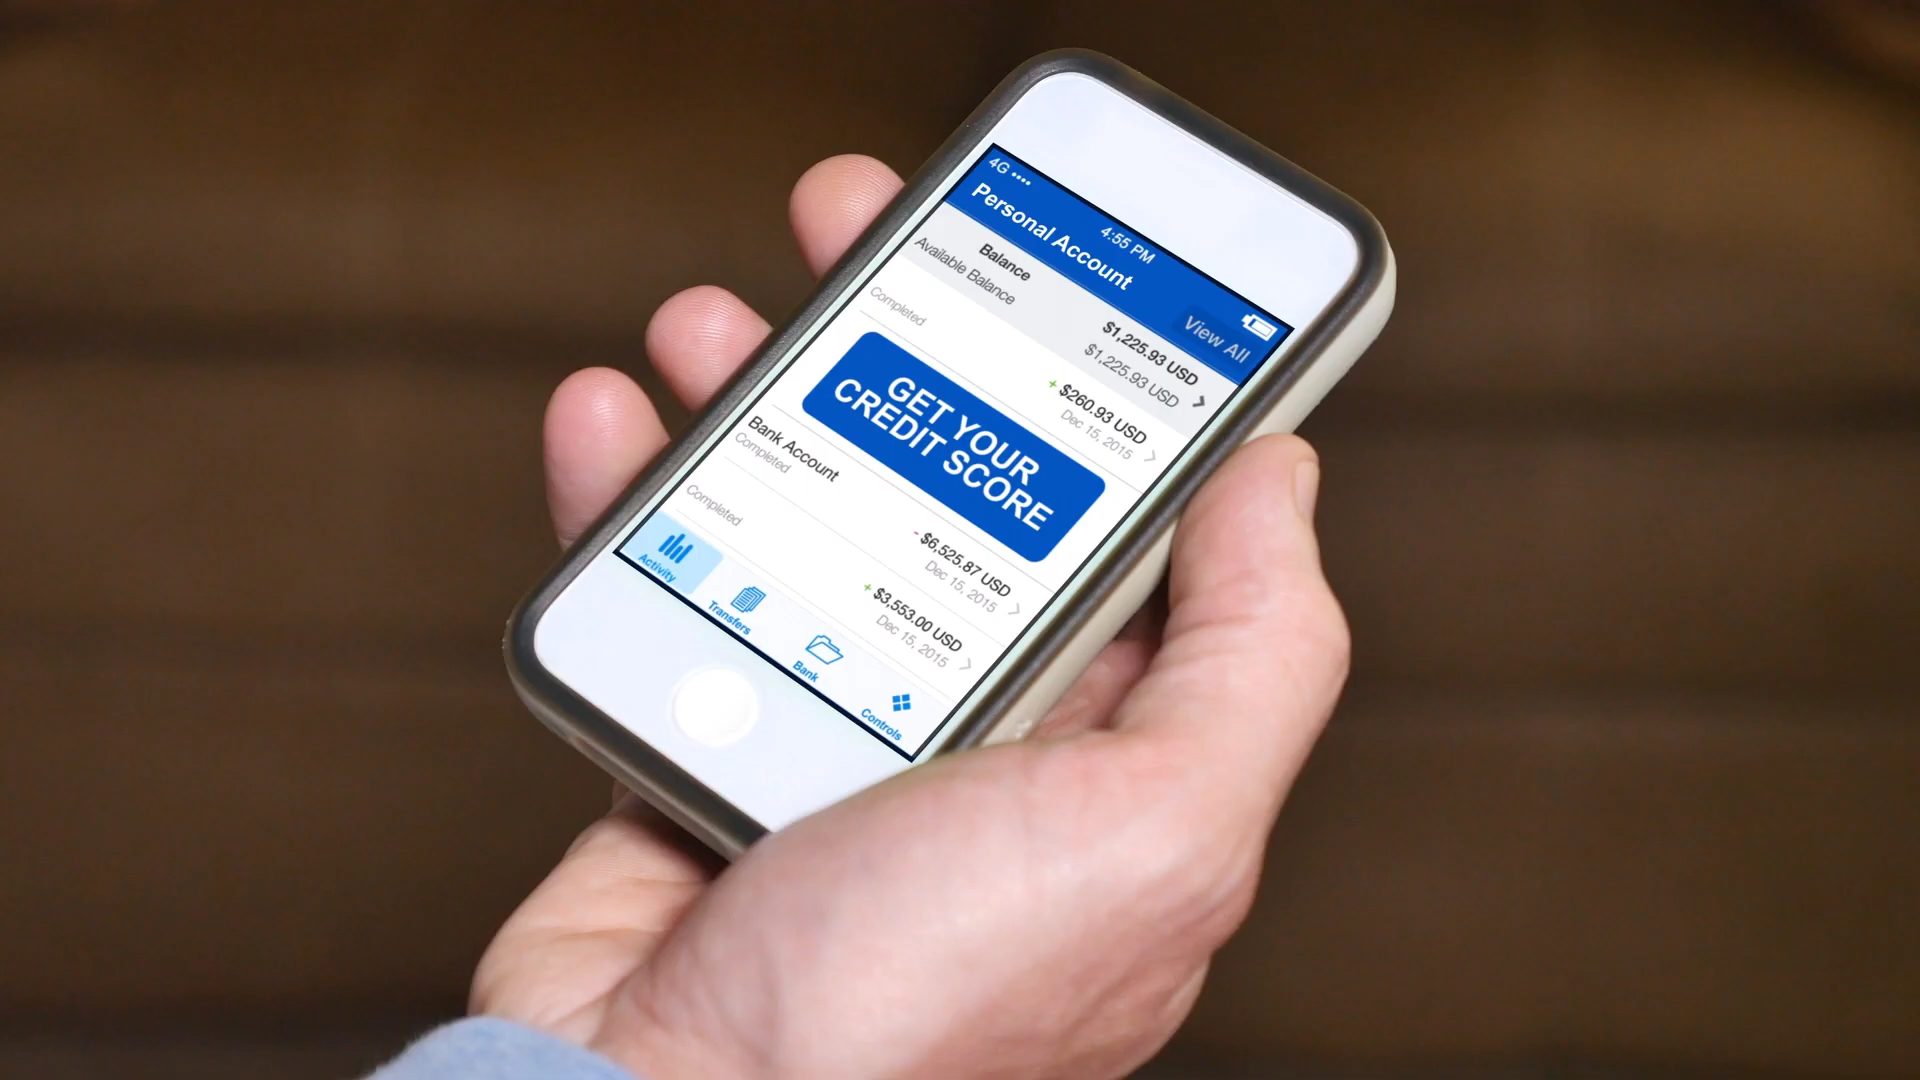 4G
4:55 PM
Personal Account
View All
Balance
$1,225.93 USD
Available Balance
$1,225.93 USD
Completed
+ $260.93 USD
Dec 15, 2015
GET YOUR
CREDIT SCORE
Bank Account
Completed
- $6,525.87 USD
Dec 15, 2015
Completed
+ $3,553.00 USD
Dec 15, 2015
Activity
Transfers
Bank
Controls